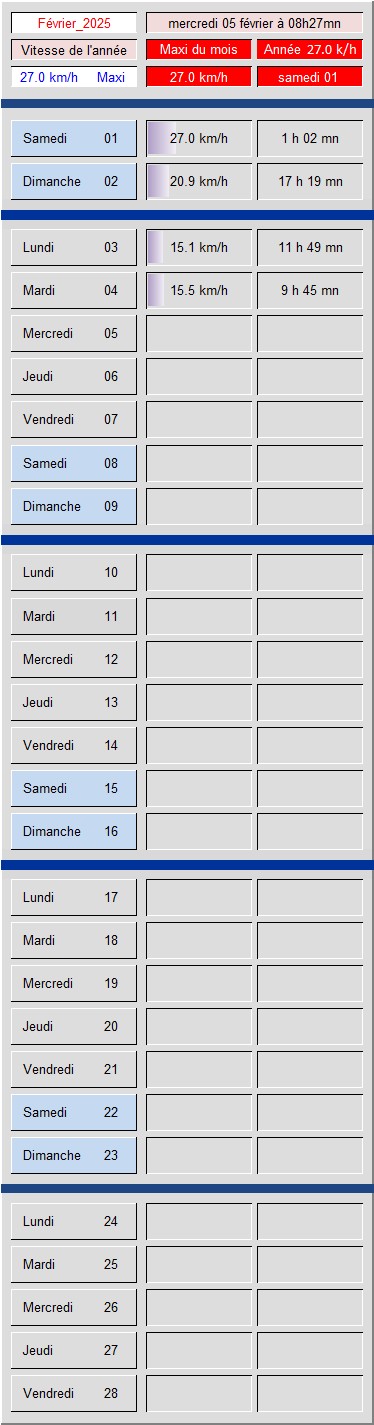 Février_2025 mercredi 05 février à 08h27mn
Vitesse de l'année Maxi du mois Année 27.0 k/h
27.0 km/h Maxi 27.0 km/h samedi 01
Samedi 01 27.0 km/h 1 h 02 mn
Dimanche 02 20.9 km/h 17 h 19 mn
Lundi 03 15.1 km/h 11 h 49 mn
Mardi 04 15.5 km/h 9 h 45 mn
Mercredi 05
Jeudi 06
Vendredi 07
Samedi 08
Dimanche 09
Lundi 10
Mardi 11
Mercredi 12
Jeudi 13
Vendredi 14
Samedi 15
Dimanche 16
Lundi 17
Mardi 18
Mercredi 19
Jeudi 20
Vendredi 21
Samedi 22
Dimanche 23
Lundi 24
Mardi 25
Mercredi 26
Jeudi 27
Vendredi 28